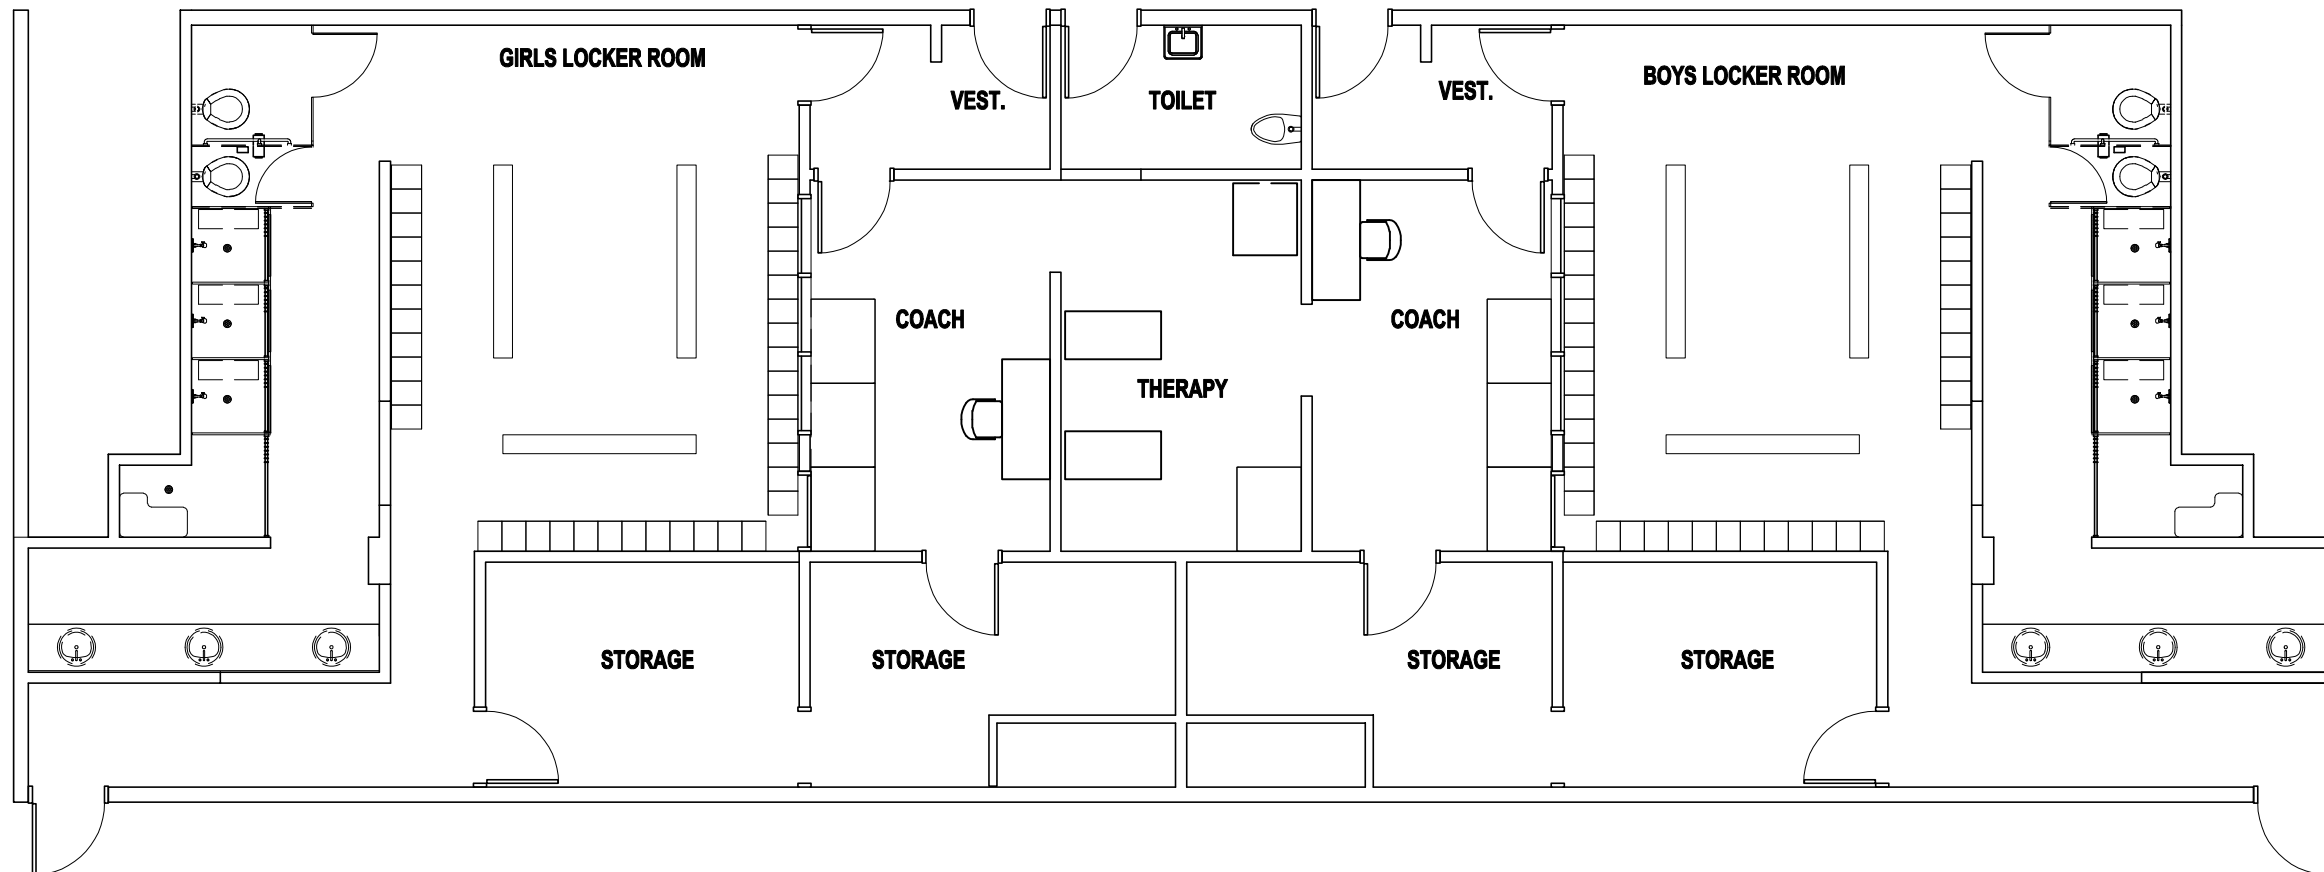 GIRLS LOCKER ROOM
BOYS LOCKER ROOM
VEST.
TOILET
VEST.
COACH
COACH
THERAPY
STORAGE
STORAGE
STORAGE
STORAGE